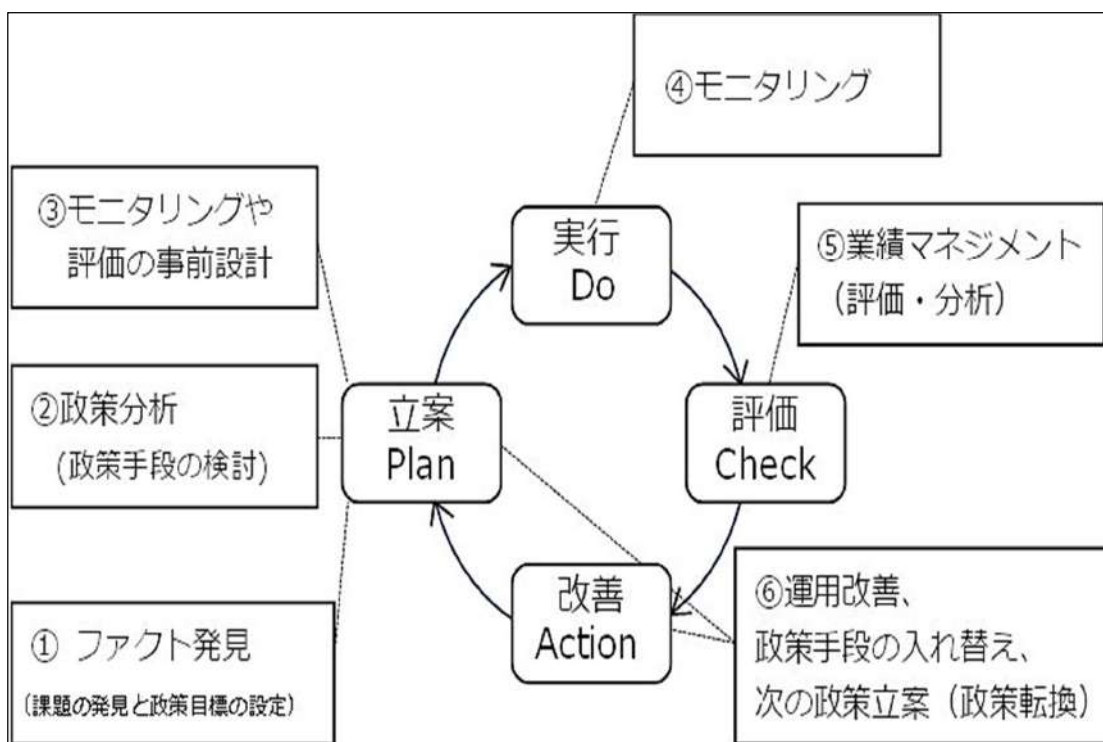 ④モニタリング
③モニタリングや
評価の事前設計
実行
Do
⑤業績マネジメント
(評価・分析)
②政策分析
(政策手段の検討)
立案
Plan
評価
Check
① ファクト発見
(課題の発見と政策目標の設定)
改善
Action
⑥運用改善、
政策手段の入れ替え、
次の政策立案（政策転換）